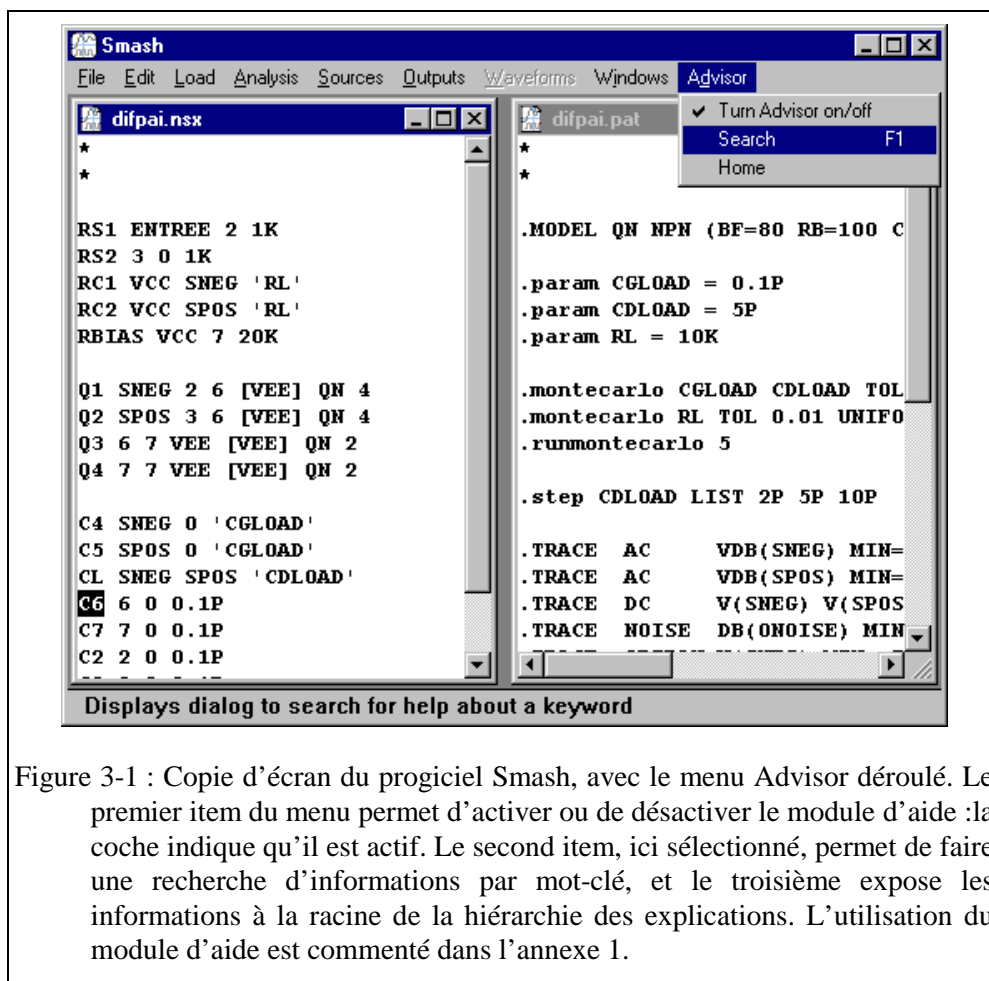 Smash
File Edit Load Analysis Sources Outputs Waveforms Windows Advisor
Turn Advisor on/off
Search F1
Home
difpai.nsx
*
*
RS1 ENTREE 2 1K
RS2 3 0 1K
RC1 VCC SNEG 'RL'
RC2 VCC SPOS 'RL'
RBIAS VCC 7 20K
Q1 SNEG 2 6 [VEE] QN 4
Q2 SPOS 3 6 [VEE] QN 4
Q3 6 7 VEE [VEE] QN 2
Q4 7 7 VEE [VEE] QN 2
C4 SNEG 0 'CGLOAD'
C5 SPOS 0 'CGLOAD'
CL SNEG SPOS 'CDLOAD'
C6 6 0 0.1P
C7 7 0 0.1P
C2 2 0 0.1P
difpai.pat
*
*
.MODEL QN NPN (BF=80 RB=100 C
.param CGLOAD = 0.1P
.param CDLOAD = 5P
.param RL = 10K
.montecarlo CGLOAD CDLOAD TOL
.montecarlo RL TOL 0.01 UNIFO
.runmontecarlo 5
.step CDLOAD LIST 2P 5P 10P
.TRACE AC VDB(SNEG) MIN=
.TRACE AC VDB(SPOS) MIN=
.TRACE DC V(SNEG) V(SPOS
.TRACE NOISE DB(ONOISE) MIN
Displays dialog to search for help about a keyword
Figure 3-1 : Copie d'écran du progiciel Smash, avec le menu Advisor déroulé. Le
premier item du menu permet d'activer ou de désactiver le module d'aide :la
coche indique qu'il est actif. Le second item, ici sélectionné, permet de faire
une recherche d'informations par mot-clé, et le troisième expose les
informations à la racine de la hiérarchie des explications. L'utilisation du
module d'aide est commenté dans l'annexe 1.